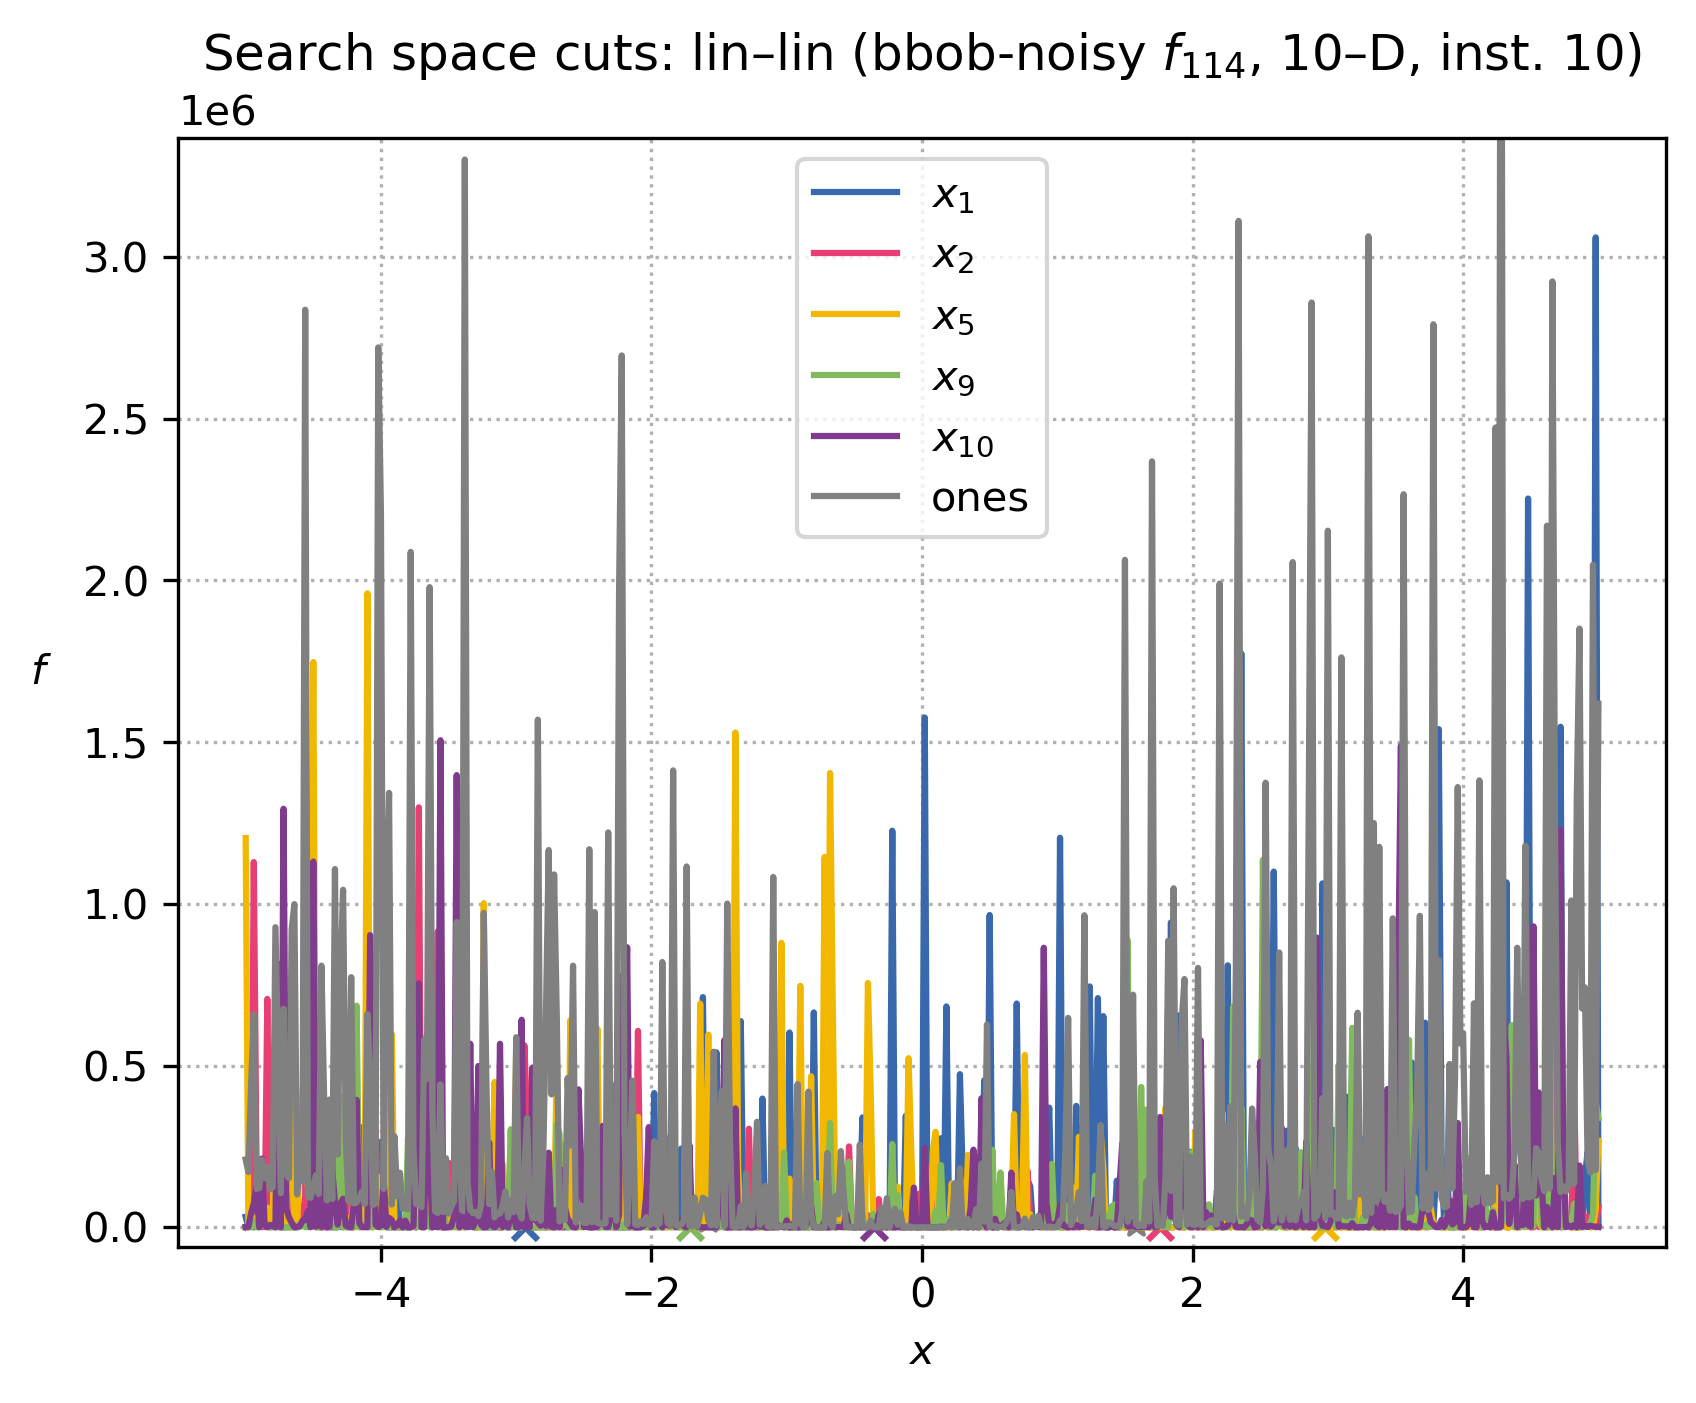 Search space cuts: lin–lin (bbob-noisy f₁₁₄, 10–D, inst. 10)
1e6
x₁
x₂
x₅
x₉
x₁₀
ones
3.0
2.5
2.0
1.5
1.0
0.5
0.0
f
−4 −2 0 2 4
x